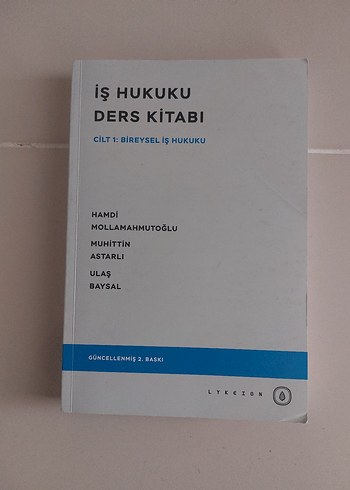 İŞ HUKUKU
DERS KİTABI
CİLT 1: BİREYSEL İŞ HUKUKU
HAMDİ
MOLLAMAHMUTOĞLU
MUHİTTİN
ASTARLI
ULAŞ
BAYSAL
GÜNCELLENMİŞ 2. BASKI
LYKEION